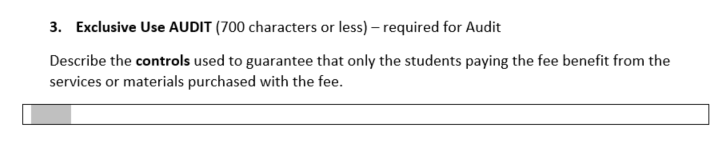 3. Exclusive Use AUDIT (700 characters or less) – required for Audit
Describe the controls used to guarantee that only the students paying the fee benefit from the
services or materials purchased with the fee.